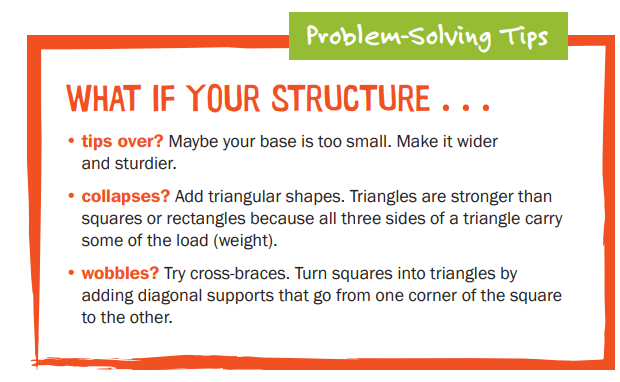 Problem-Solving Tips
WHAT IF YOUR STRUCTURE . . .
• tips over? Maybe your base is too small. Make it wider
and sturdier.
• collapses? Add triangular shapes. Triangles are stronger than
squares or rectangles because all three sides of a triangle carry
some of the load (weight).
• wobbles? Try cross-braces. Turn squares into triangles by
adding diagonal supports that go from one corner of the square
to the other.